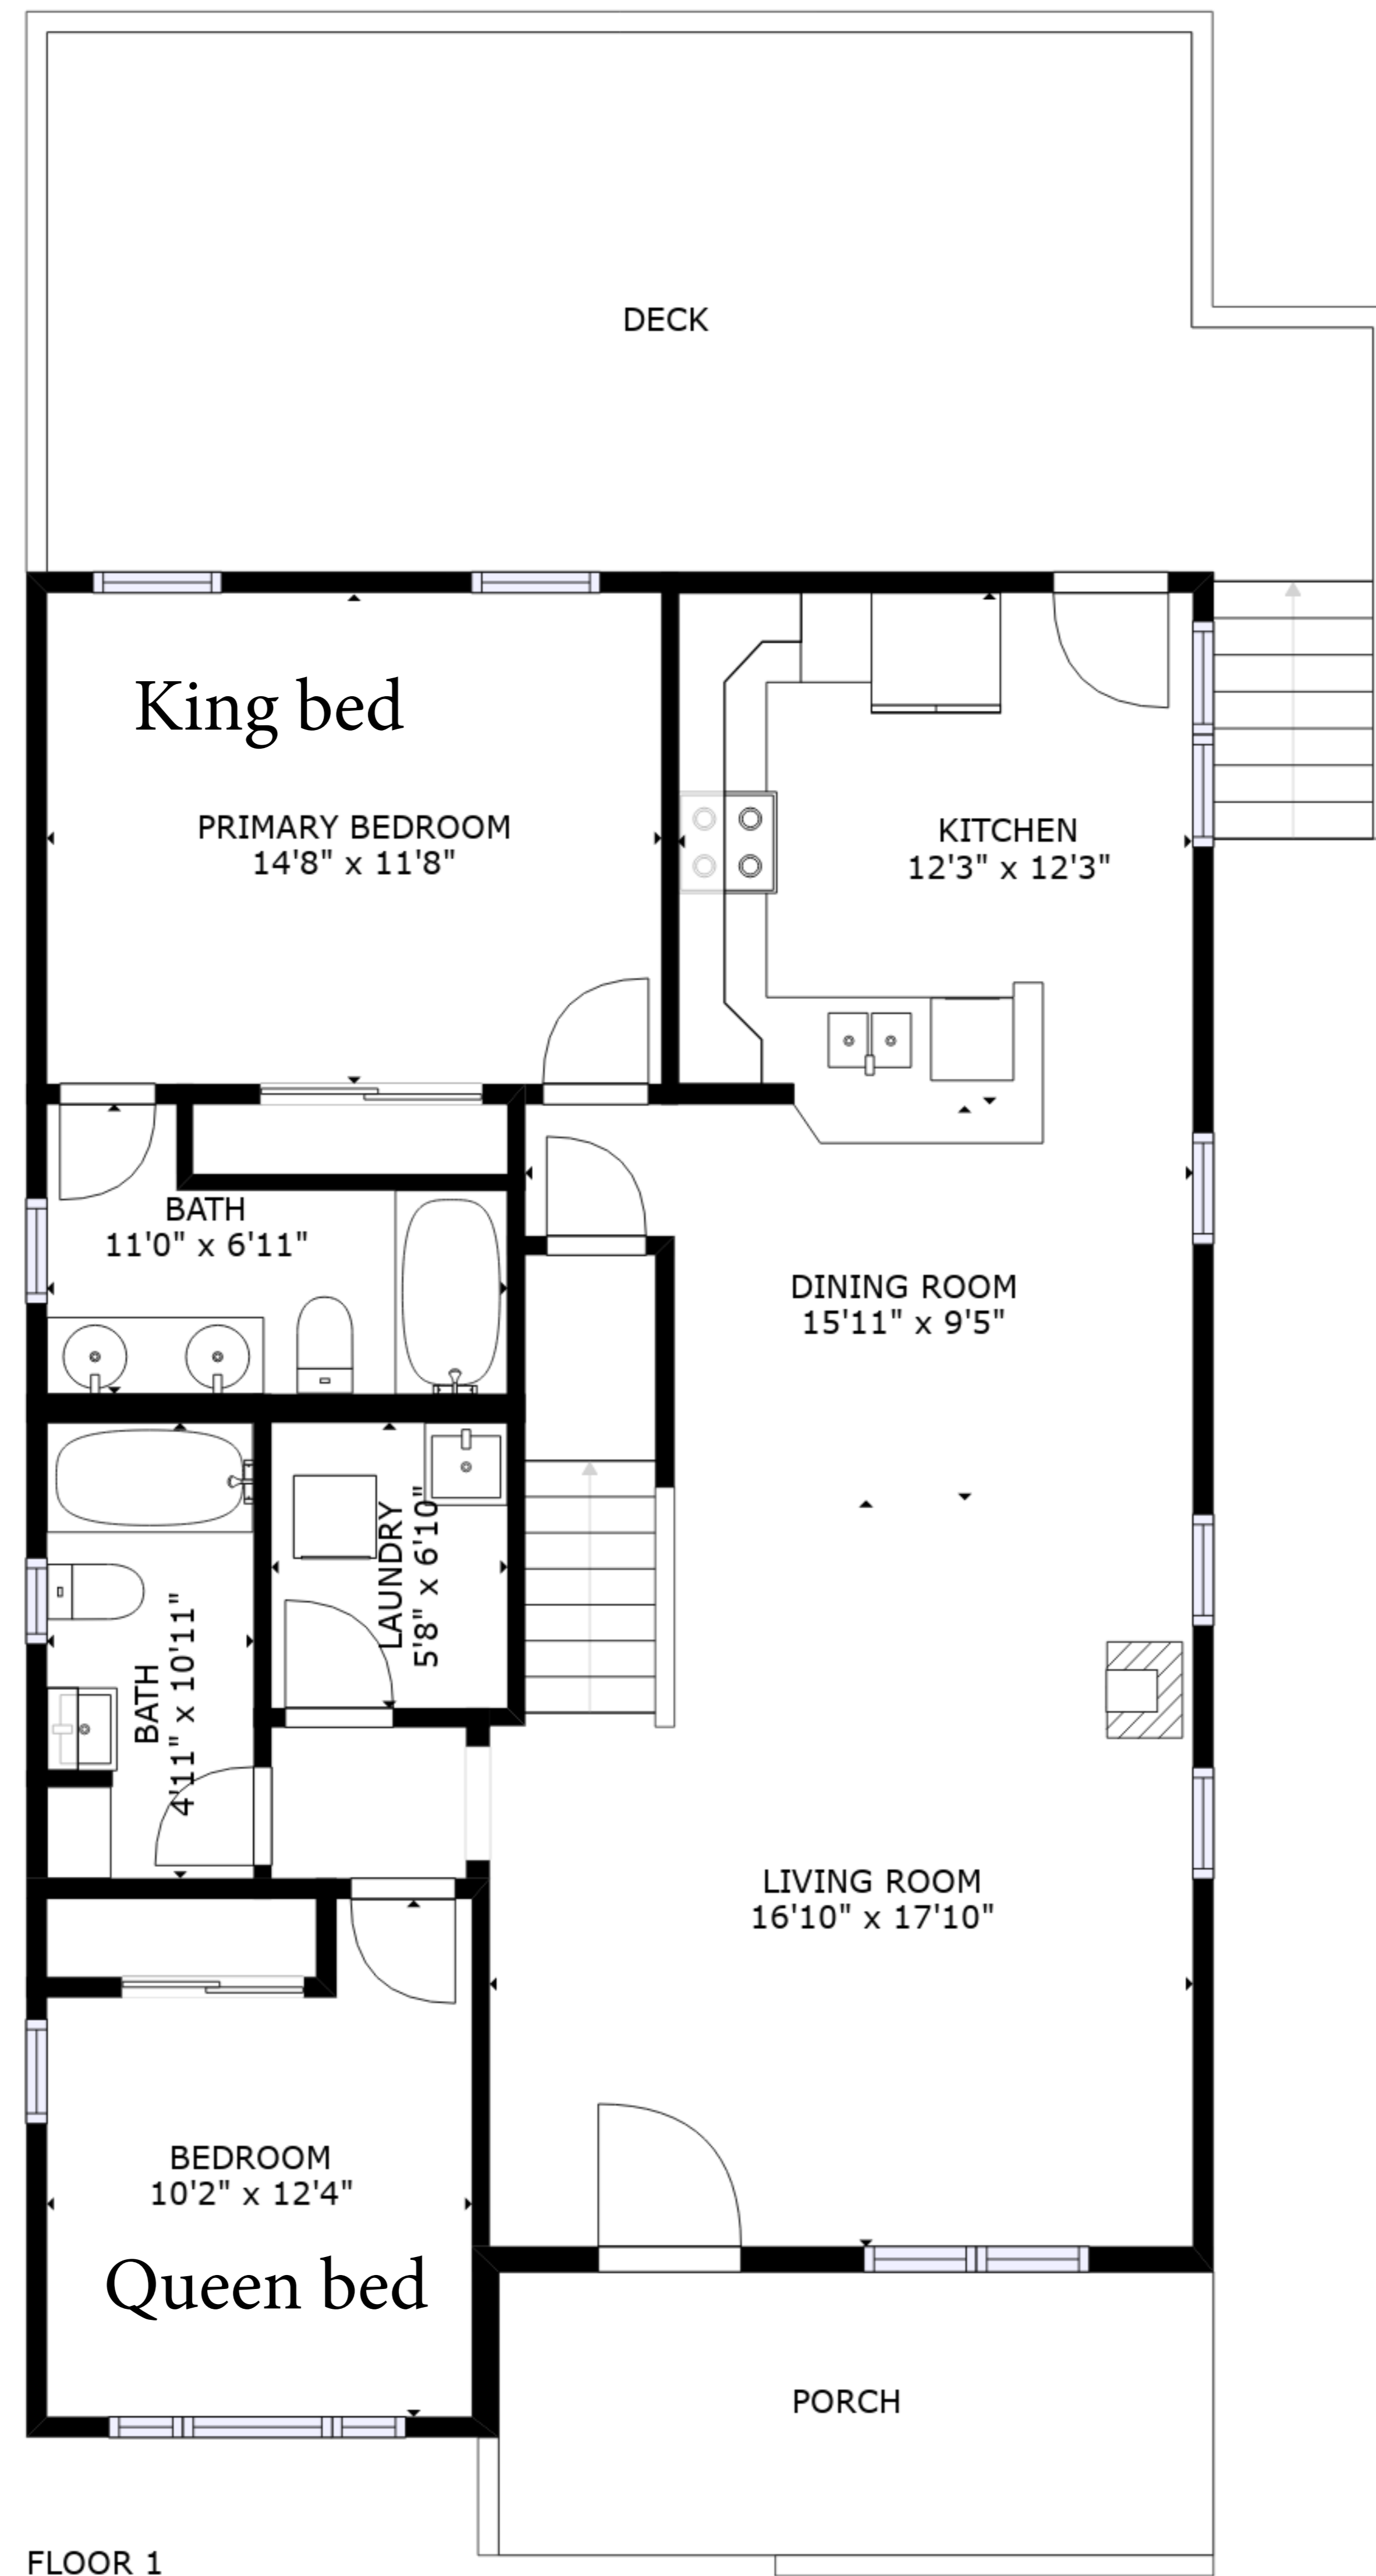 DECK
King bed
PRIMARY BEDROOM
14'8" x 11'8"
KITCHEN
12'3" x 12'3"
BATH
11'0" x 6'11"
DINING ROOM
15'11" x 9'5"
LAUNDRY
5'8" x 6'10"
BATH
4'11" x 10'11"
LIVING ROOM
16'10" x 17'10"
BEDROOM
10'2" x 12'4"
Queen bed
PORCH
FLOOR 1